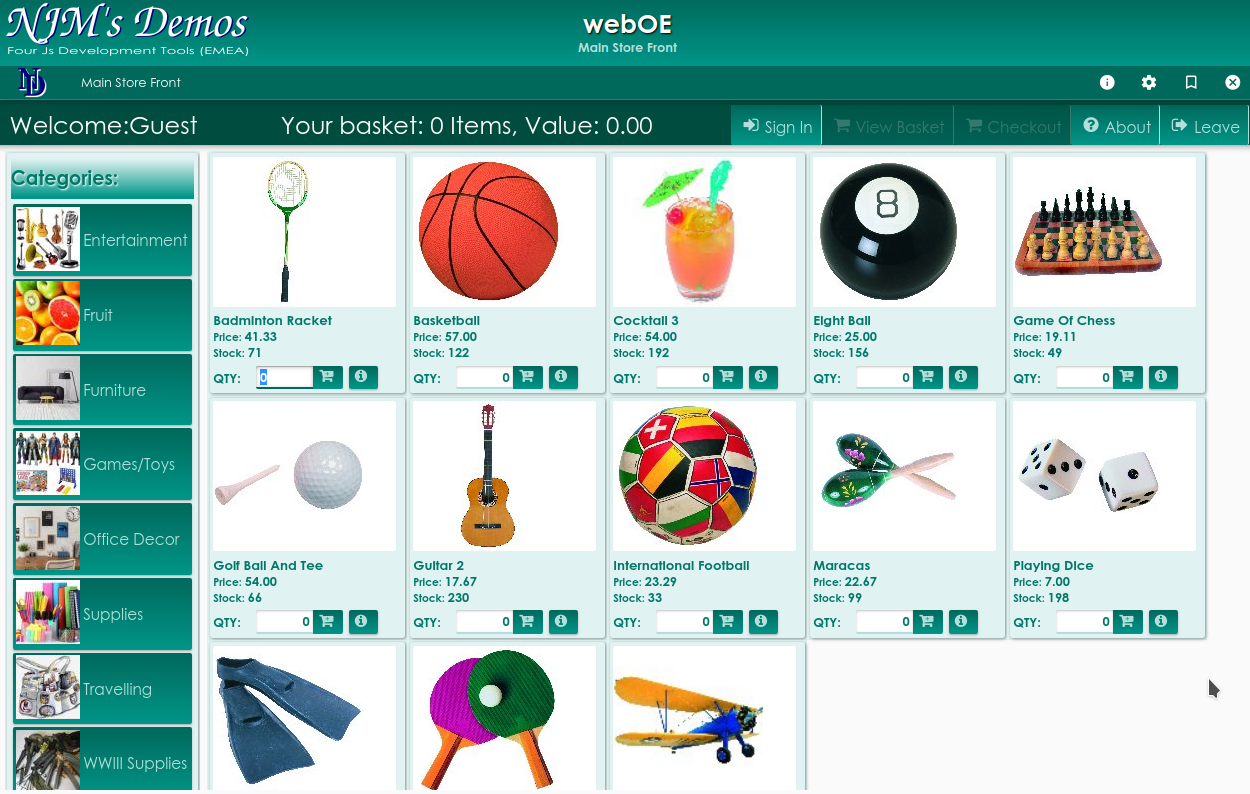 NJM's Demos
Four Js Development Tools (EMEA)
webOE
Main Store Front
Main Store Front
Welcome:Guest
Your basket: 0 Items, Value: 0.00
Sign In
View Basket
Checkout
About
Leave
Categories:
Entertainment
Fruit
Furniture
Games/Toys
Office Decor
Supplies
Travelling
WWIII Supplies
Badminton Racket
Price: 41.33
Stock: 71
QTY: 0
Basketball
Price: 57.00
Stock: 122
QTY: 0
Cocktail 3
Price: 54.00
Stock: 192
QTY: 0
8
Eight Ball
Price: 25.00
Stock: 156
QTY: 0
Game Of Chess
Price: 19.11
Stock: 49
QTY: 0
Golf Ball And Tee
Price: 54.00
Stock: 66
QTY: 0
Guitar 2
Price: 17.67
Stock: 230
QTY: 0
International Football
Price: 23.29
Stock: 33
QTY: 0
Maracas
Price: 22.67
Stock: 99
QTY: 0
Playing Dice
Price: 7.00
Stock: 198
QTY: 0